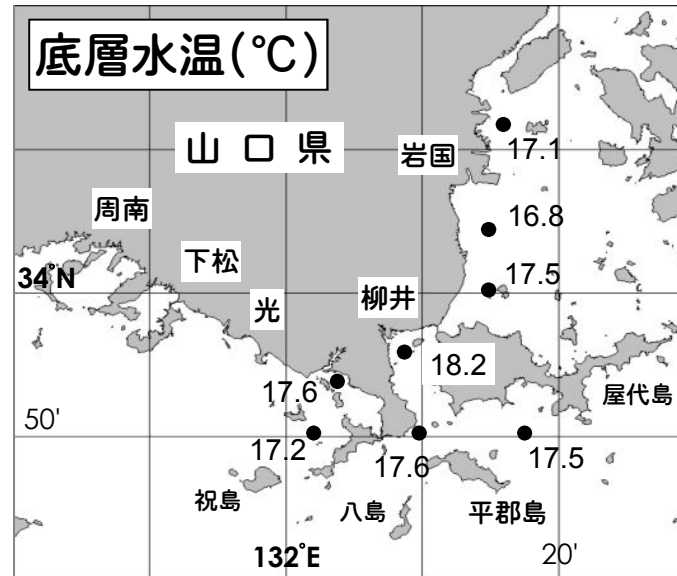 底層水温(℃)
山口県
岩国
17.1
周南
16.8
下松
34°N
17.5
光
柳井
18.2
17.6
屋代島
50'
17.2
17.6
17.5
祝島
八島
平郡島
132°E
20'